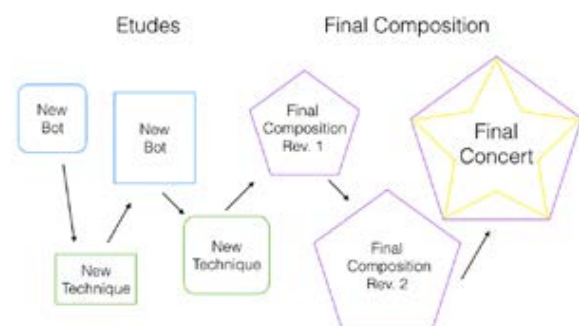 Etudes
Final Composition
New
Bot
New
Technique
New
Bot
New
Technique
Final
Composition
Rev. 1
Final
Composition
Rev. 2
Final
Concert